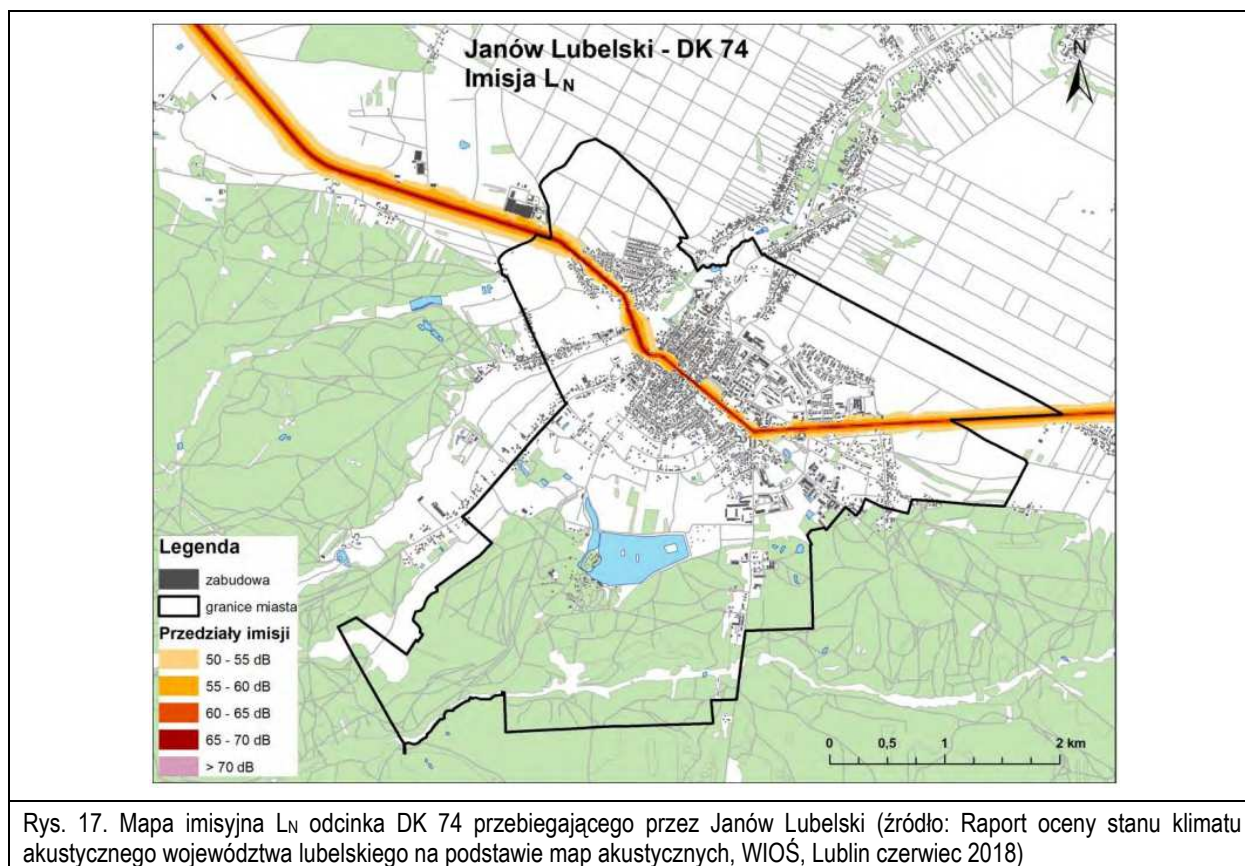 Janów Lubelski - DK 74
Imisja LN
N
Legenda
zabudowa
granice miasta
Przedziały imisji
50 - 55 dB
55 - 60 dB
60 - 65 dB
65 - 70 dB
> 70 dB
0 0,5 1 2 km
Rys. 17. Mapa imisyjna LN odcinka DK 74 przebiegającego przez Janów Lubelski (źródło: Raport oceny stanu klimatu
akustycznego województwa lubelskiego na podstawie map akustycznych, WIOŚ, Lublin czerwiec 2018)